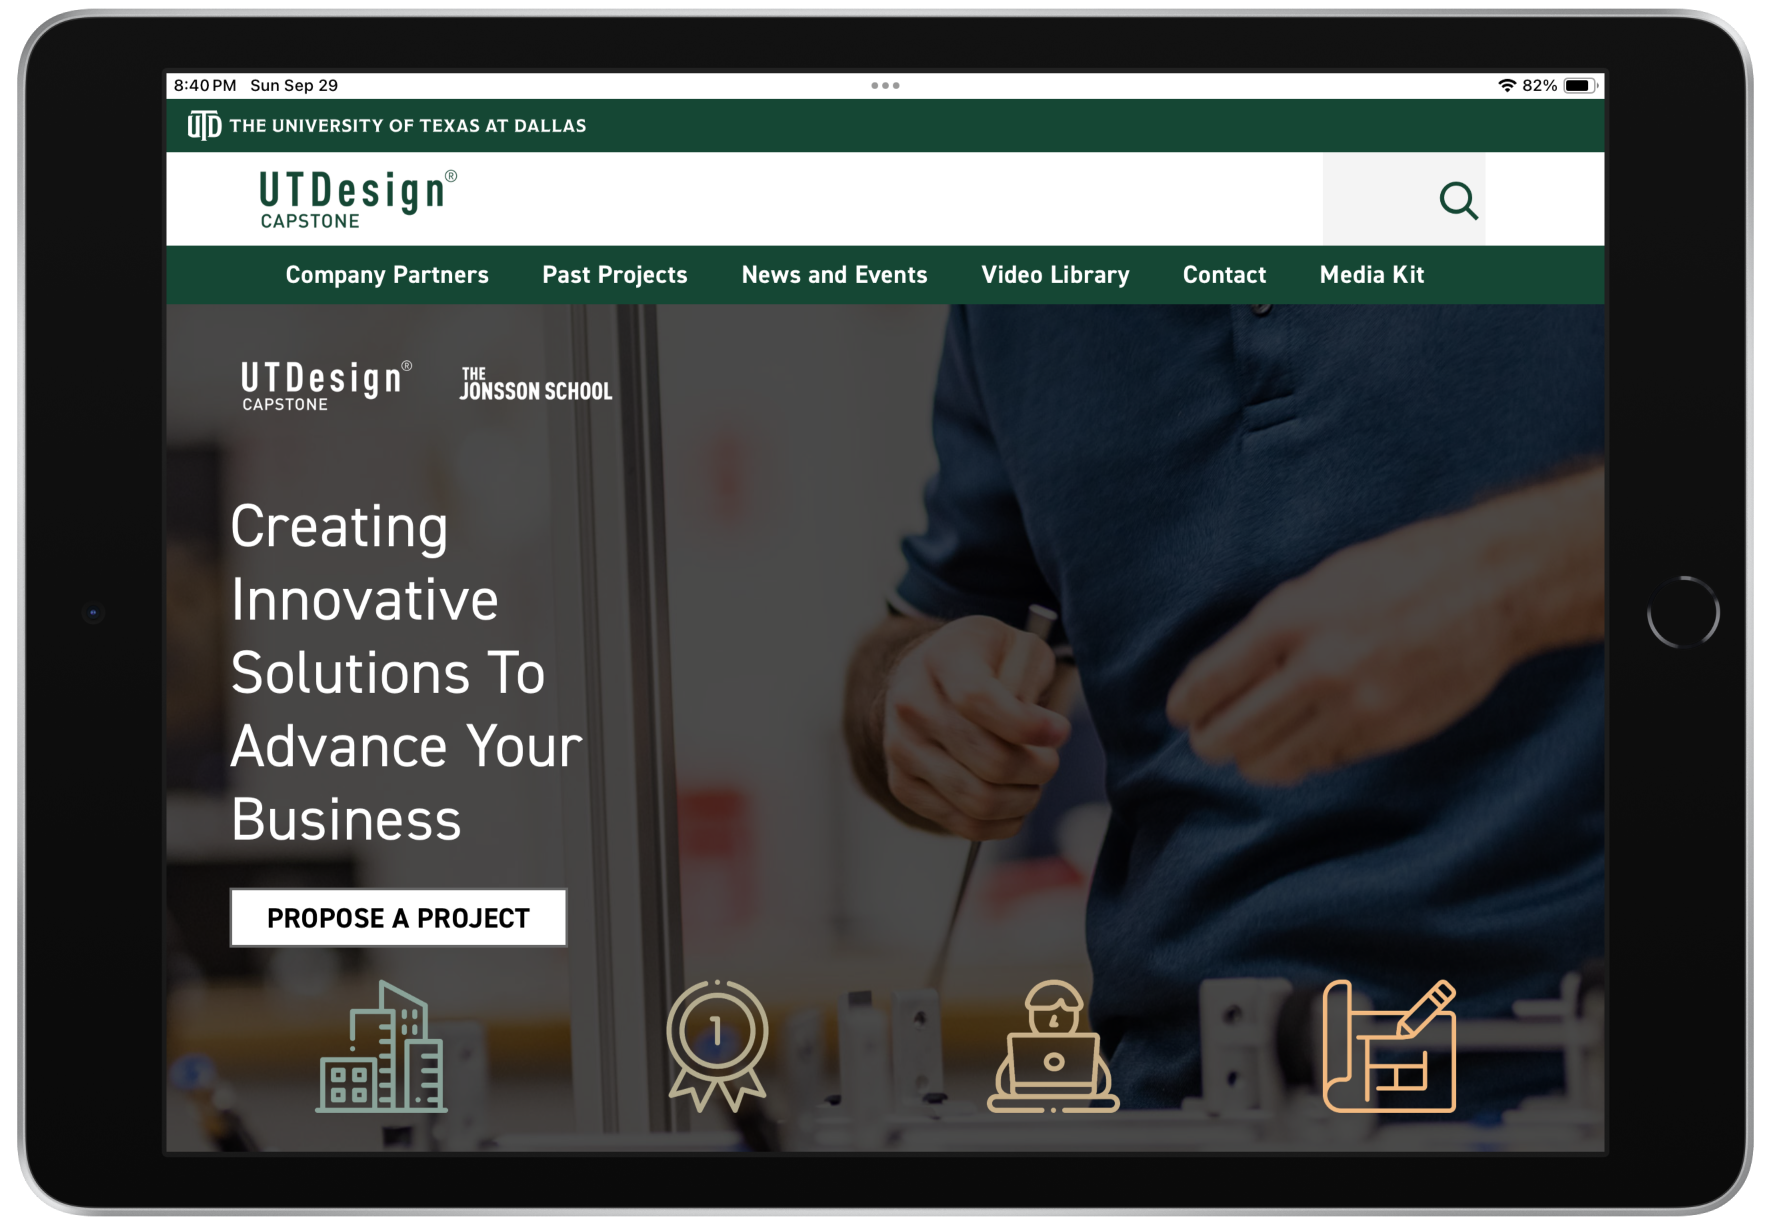 8:40 PM Sun Sep 29
82%
UTD THE UNIVERSITY OF TEXAS AT DALLAS
UTDesign®
CAPSTONE
Company Partners Past Projects News and Events Video Library Contact Media Kit
UTDesign®
CAPSTONE
THE
JONSSON SCHOOL
Creating
Innovative
Solutions To
Advance Your
Business
PROPOSE A PROJECT
1